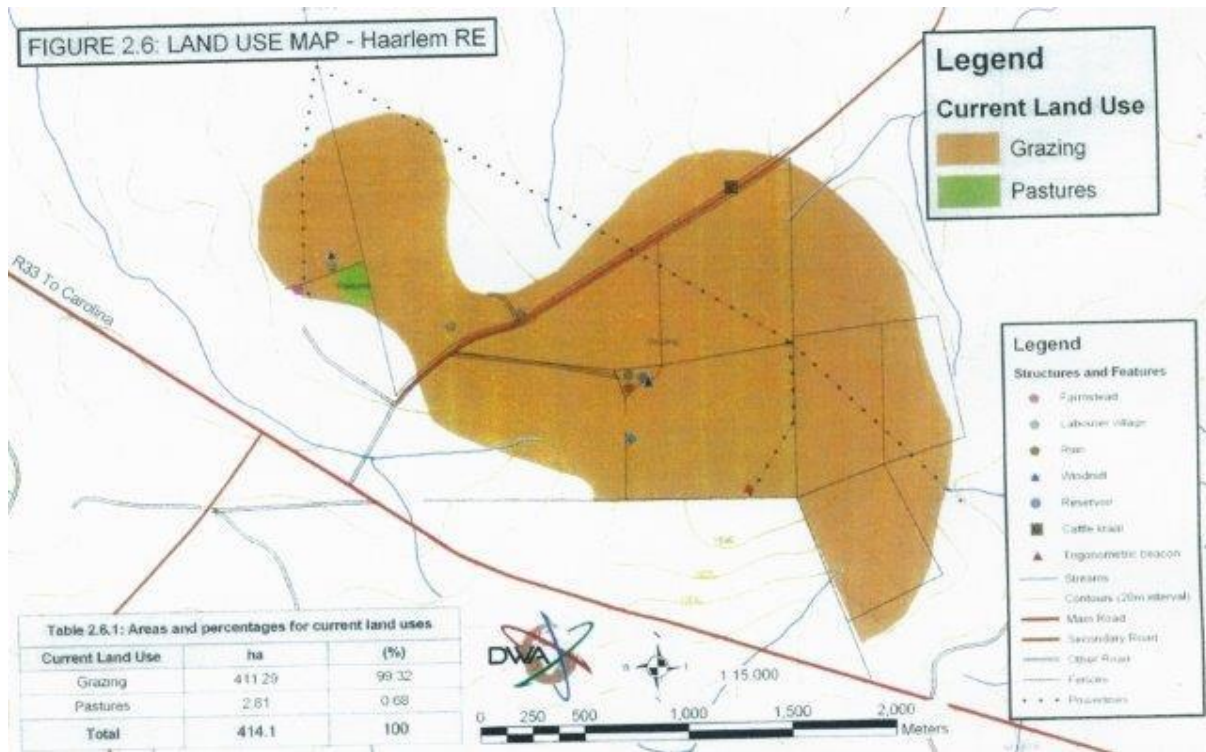 FIGURE 2.6: LAND USE MAP - Haarlem RE
Legend
Current Land Use
Grazing
Pastures
R33 To Carolina
Pastures
Legend
Structures and Features
Farmstead
Labourer village
Ruin
Windmill
Reservoir
Cattle kraal
Trigonometric beacon
Streams
Contours (20m interval)
Main Road
Secondary Road
Other Road
Fences
Powerlines
Table 2.6.1: Areas and percentages for current land uses
Current Land Use ha (%)
Grazing 411.29 99.32
Pastures 2.81 0.68
Total 414.1 100
DWA
1:15.000
0 250 500 1,000 1,500 2,000
Meters